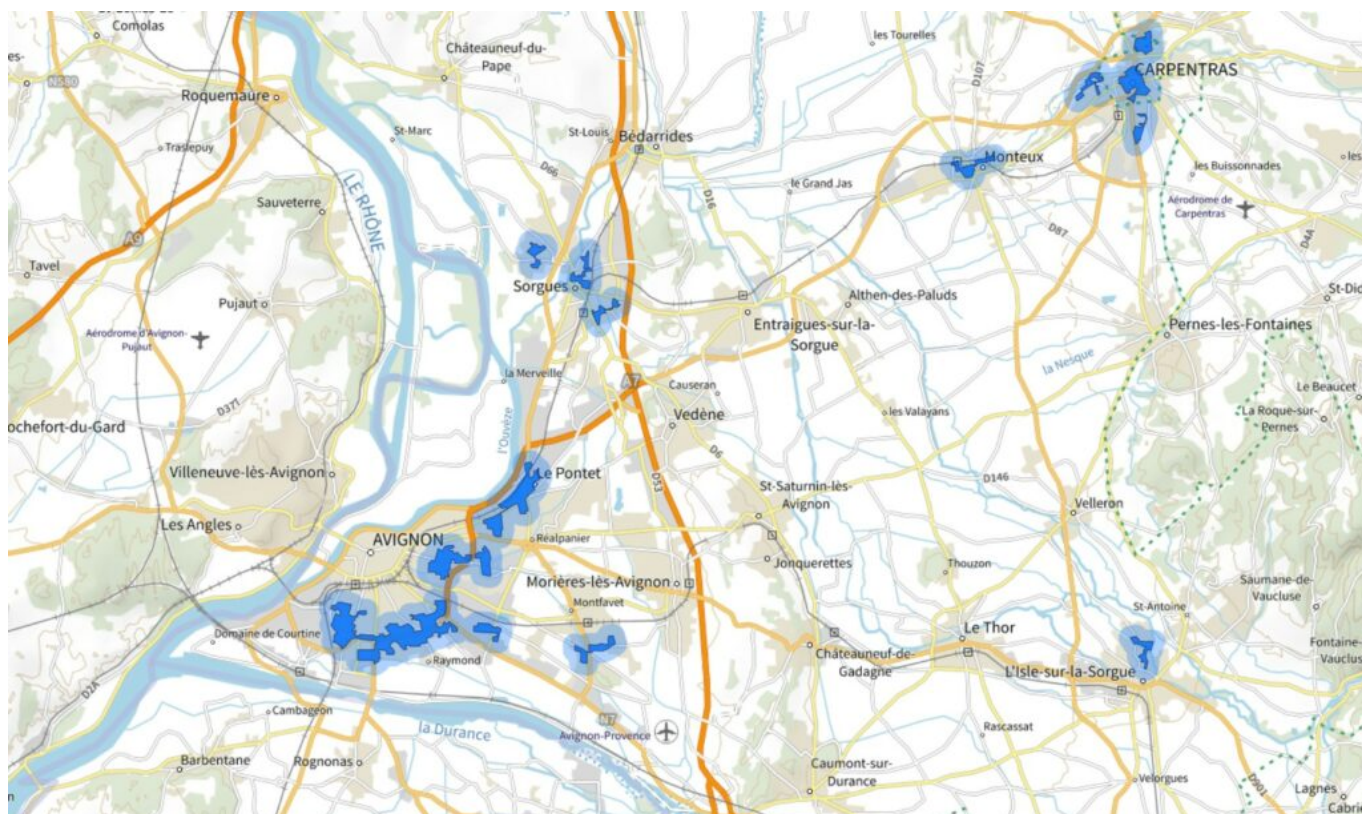 Comolas
Châteauneuf-du-
Pape
les Tourelles
D107
CARPENTRAS
N580
Roquemaure
St-Marc
St-Louis
Bédarrides
Traslepuy
D66
Monteux
les Buissonnades
les
LE RHÔNE
D16
le Grand Jas
Sauveterre
Aérodrome de
Carpentras
D87
D4A
A9
Tavel
Sorgues
Pujaut
Althen-des-Paluds
St-Did
Entraigues-sur-la-
Sorgue
Pernes-les-Fontaines
Aérodrome d'Avignon-
Pujaut
la Nesque
la Merveille
A7
Causeran
Le Beaucet
D371
les Valayans
La Roque-sur-
Pernes
Vedène
ochefort-du-Gard
l'Ouvèze
D6
Villeneuve-lès-Avignon
Le Pontet
D53
D146
St-Saturnin-lès-
Avignon
Velleron
Les Angles
AVIGNON
Réalpanier
Jonquerettes
Thouzon
Morières-lès-Avignon
Saumane-de-
Vaucluse
Montfavet
St-Antoine
Domaine de Courtine
Le Thor
Fontaine-
Vauclus
Châteauneuf-de-
Gadagne
Raymond
L'Isle-sur-la-Sorgue
D2A
Cambageon
N7
la Durance
Avignon-Provence
Rascassat
Barbentane
Rognonas
Caumont-sur-
Durance
Velorgues
D901
Lagnes
Cabriè
n